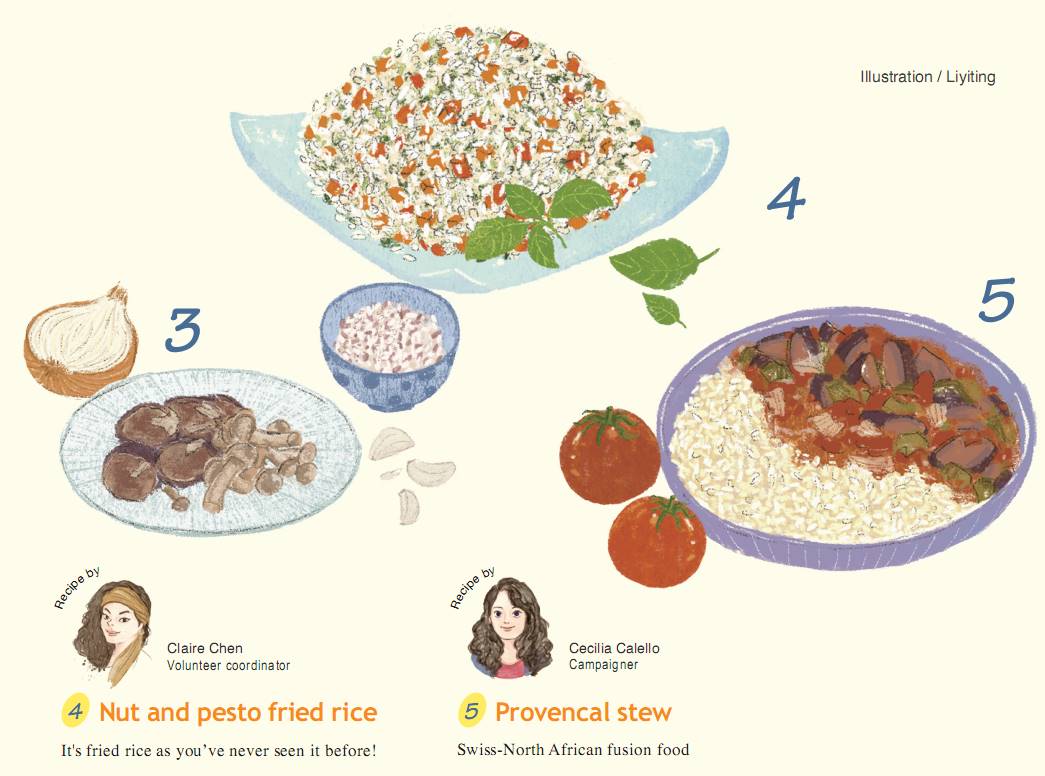 Illustration / Liyiting
4
5
3
Recipe by
Claire Chen
Volunteer coordinator
4 Nut and pesto fried rice
It's fried rice as you’ve never seen it before!
Recipe by
Cecilia Calello
Campaigner
5 Provencal stew
Swiss-North African fusion food